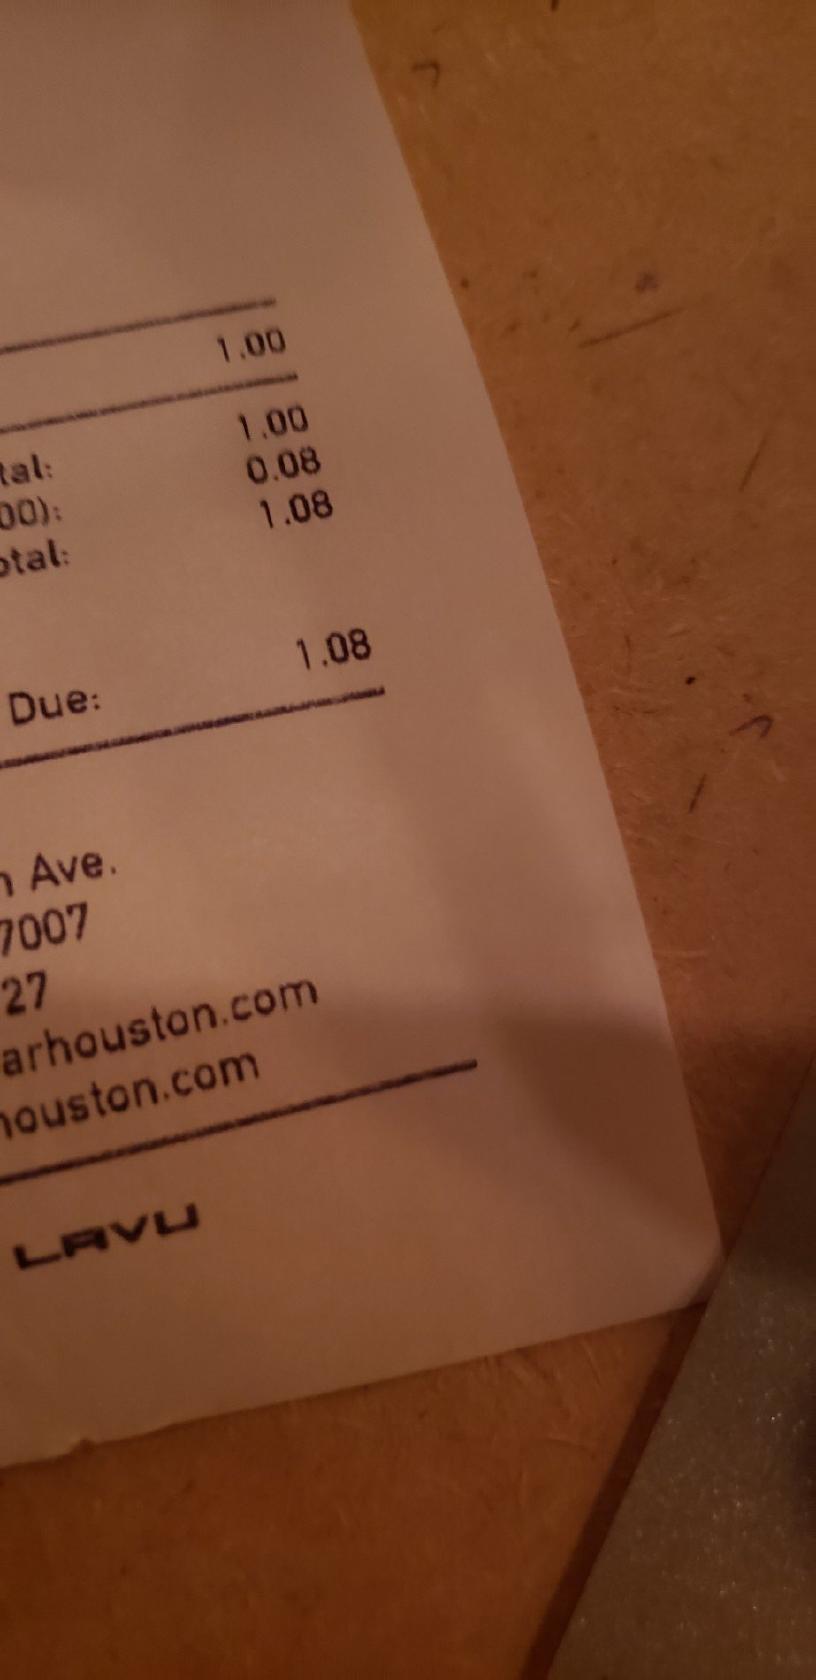 1.00
tal: 1.00
00): 0.08
otal: 1.08
Due: 1.08
n Ave.
7007
27
arhouston.com
houston.com
LAVU